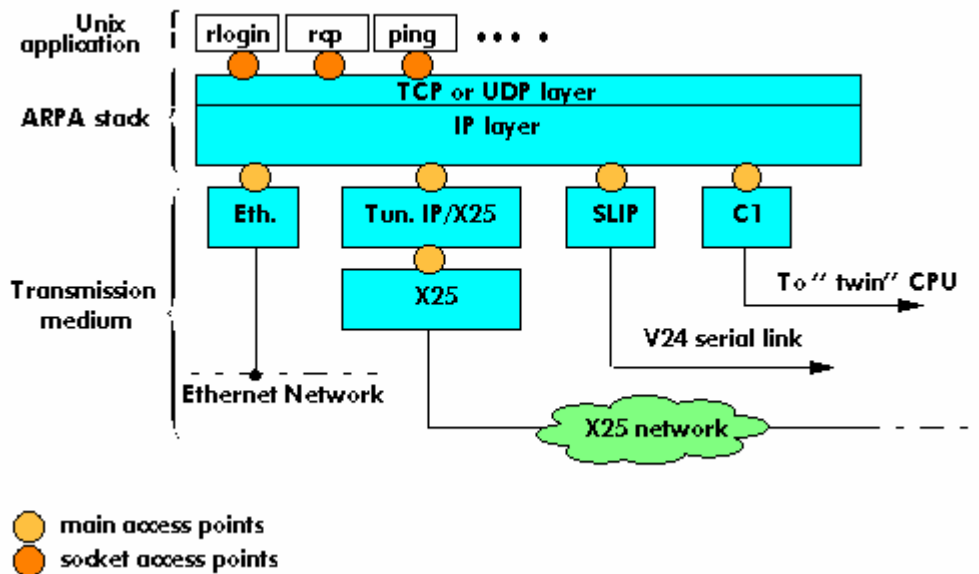 Unix
application
rlogin
rcp
ping
• • • •
TCP or UDP layer
ARPA stack
IP layer
Eth.
Tun. IP/X25
SLIP
C1
X25
To " twin" CPU
Transmission
medium
V24 serial link
Ethernet Network
X25 network
main access points
socket access points